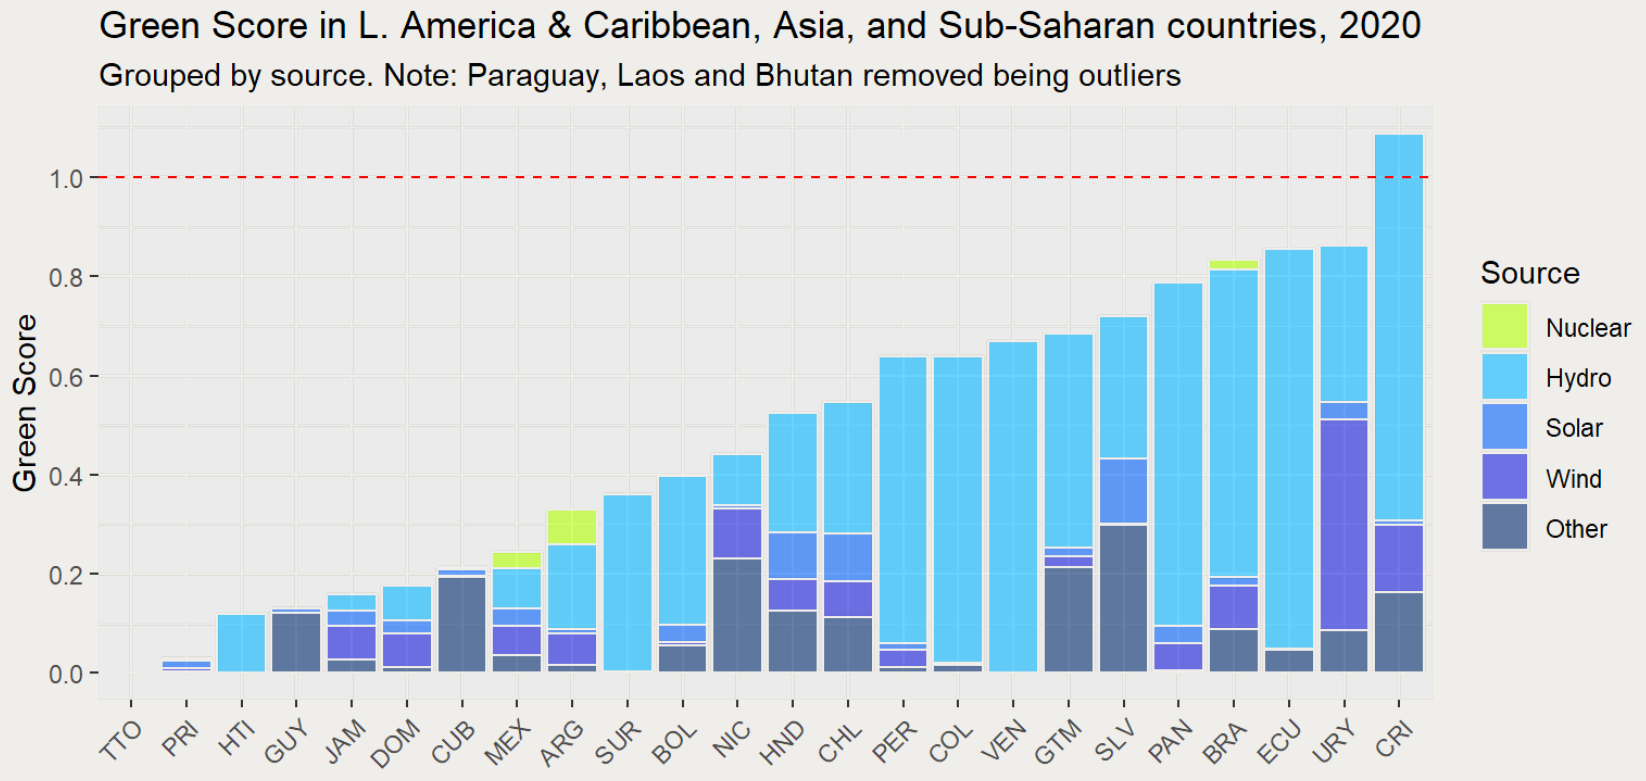 Green Score in L. America & Caribbean, Asia, and Sub-Saharan countries, 2020
Grouped by source. Note: Paraguay, Laos and Bhutan removed being outliers
Green Score
1.0
0.8
0.6
0.4
0.2
0.0
TTO PRI HTI GUY JAM DOM CUB MEX ARG SUR BOL NIC HND CHL PER COL VEN GTM SLV PAN BRA ECU URY CRI
Source
Nuclear
Hydro
Solar
Wind
Other